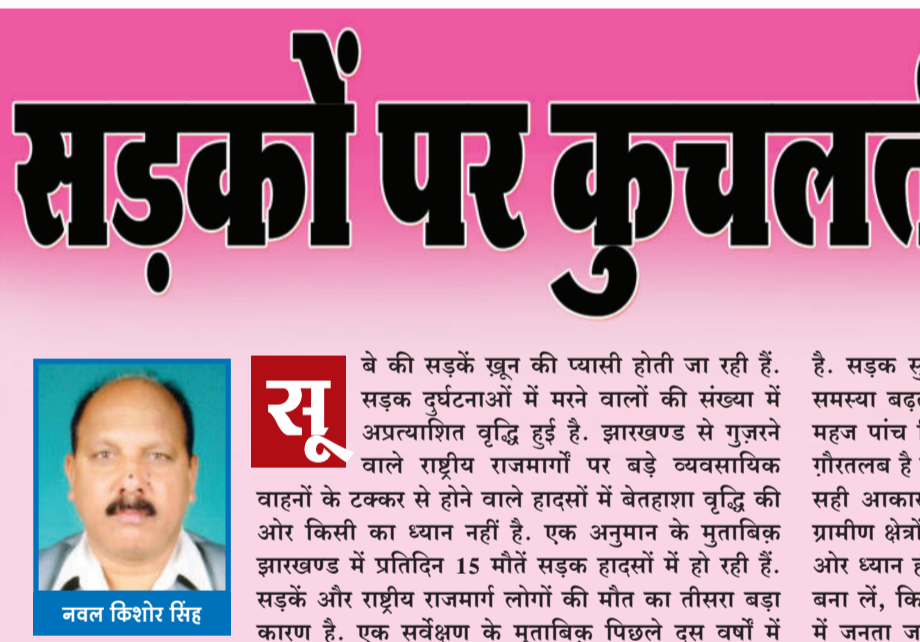 सड़कों पर कुचलती
सूबे की सड़कें ख़ून की प्यासी होती जा रही हैं.
सड़क दुर्घटनाओं में मरने वालों की संख्या में
अप्रत्याशित वृद्धि हुई है. झारखण्ड से गुज़रने
वाले राष्ट्रीय राजमार्गों पर बड़े व्यवसायिक
वाहनों के टक्कर से होने वाले हादसों में बेतहाशा वृद्धि की
ओर किसी का ध्यान नहीं है. एक अनुमान के मुताबिक़
झारखण्ड में प्रतिदिन 15 मौतें सड़क हादसों में हो रही हैं.
सड़कें और राष्ट्रीय राजमार्ग लोगों की मौत का तीसरा बड़ा
कारण है. एक सर्वेक्षण के मुताबिक़ पिछले दस वर्षों में
नवल किशोर सिंह
है. सड़क
समस्या
महज पांच
ग़ौरतलब है
सही
ग्रामीण
ओर ध्यान
बना लें,
में जनता